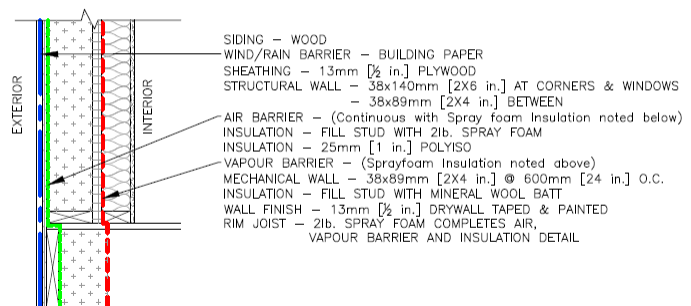 SIDING – WOOD
WIND/RAIN BARRIER – BUILDING PAPER
SHEATHING – 13mm [½ in.] PLYWOOD
STRUCTURAL WALL – 38x140mm [2X6 in.] AT CORNERS & WINDOWS
– 38x89mm [2X4 in.] BETWEEN
AIR BARRIER – (Continuous with Spray foam Insulation noted below)
INSULATION – FILL STUD WITH 2lb. SPRAY FOAM
INSULATION – 25mm [1 in.] POLYISO
VAPOUR BARRIER – (Sprayfoam Insulation noted above)
MECHANICAL WALL – 38x89mm [2X4 in.] @ 600mm [24 in.] O.C.
INSULATION – FILL STUD WITH MINERAL WOOL BATT
WALL FINISH – 13mm [½ in.] DRYWALL TAPED & PAINTED
RIM JOIST – 2lb. SPRAY FOAM COMPLETES AIR,
VAPOUR BARRIER AND INSULATION DETAIL
EXTERIOR
INTERIOR